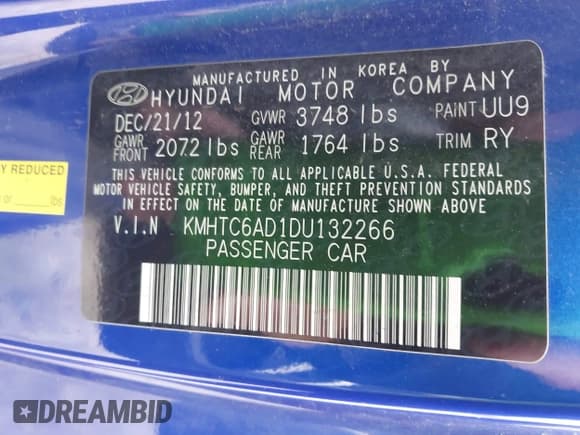 MANUFACTURED IN KOREA BY
HYUNDAI MOTOR COMPANY
DEC/21/12 GVWR 3748 lbs PAINT UU9
GAWR FRONT 2072 lbs GAWR REAR 1764 lbs TRIM RY
THIS VEHICLE CONFORMS TO ALL APPLICABLE U.S.A. FEDERAL
MOTOR VEHICLE SAFETY, BUMPER, AND THEFT PREVENTION STANDARDS
IN EFFECT ON THE DATE OF MANUFACTURE SHOWN ABOVE.
V.I.N KMHTC6AD1DU132266
PASSENGER CAR
Y REDUCED
lbs
DREAMBID